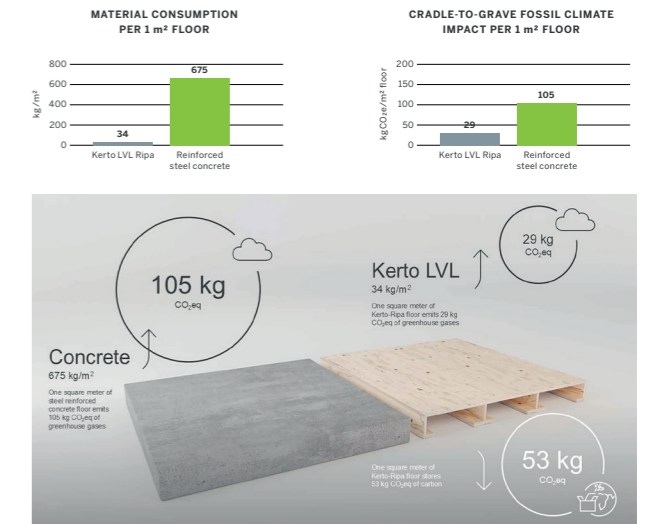 MATERIAL CONSUMPTION
PER 1 m² FLOOR
kg/m²
800
600
400
200
0
34
675
Kerto LVL Ripa
Reinforced
steel concrete
CRADLE-TO-GRAVE FOSSIL CLIMATE
IMPACT PER 1 m² FLOOR
kgCO₂e/m² floor
200
150
100
50
0
29
105
Kerto LVL Ripa
Reinforced
steel concrete
105 kg
CO₂eq
Concrete
675 kg/m²
One square meter of
steel reinforced
concrete floor emits
105 kg CO₂eq of
greenhouse gases
29 kg
CO₂eq
Kerto LVL
34 kg/m²
One square meter of
Kerto-Ripa floor emits 29 kg
CO₂eq of greenhouse gases
One square meter of
Kerto-Ripa floor stores
53 kg CO₂eq of carbon
53 kg
CO₂eq